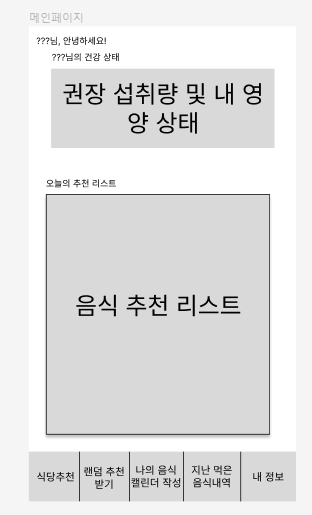 메인페이지
???님, 안녕하세요!
???님의 건강 상태
권장 섭취량 및 내 영
양 상태
오늘의 추천 리스트
음식 추천 리스트
식당추천
랜덤 추천
받기
나의 음식
캘린더 작성
지난 먹은
음식내역
내 정보